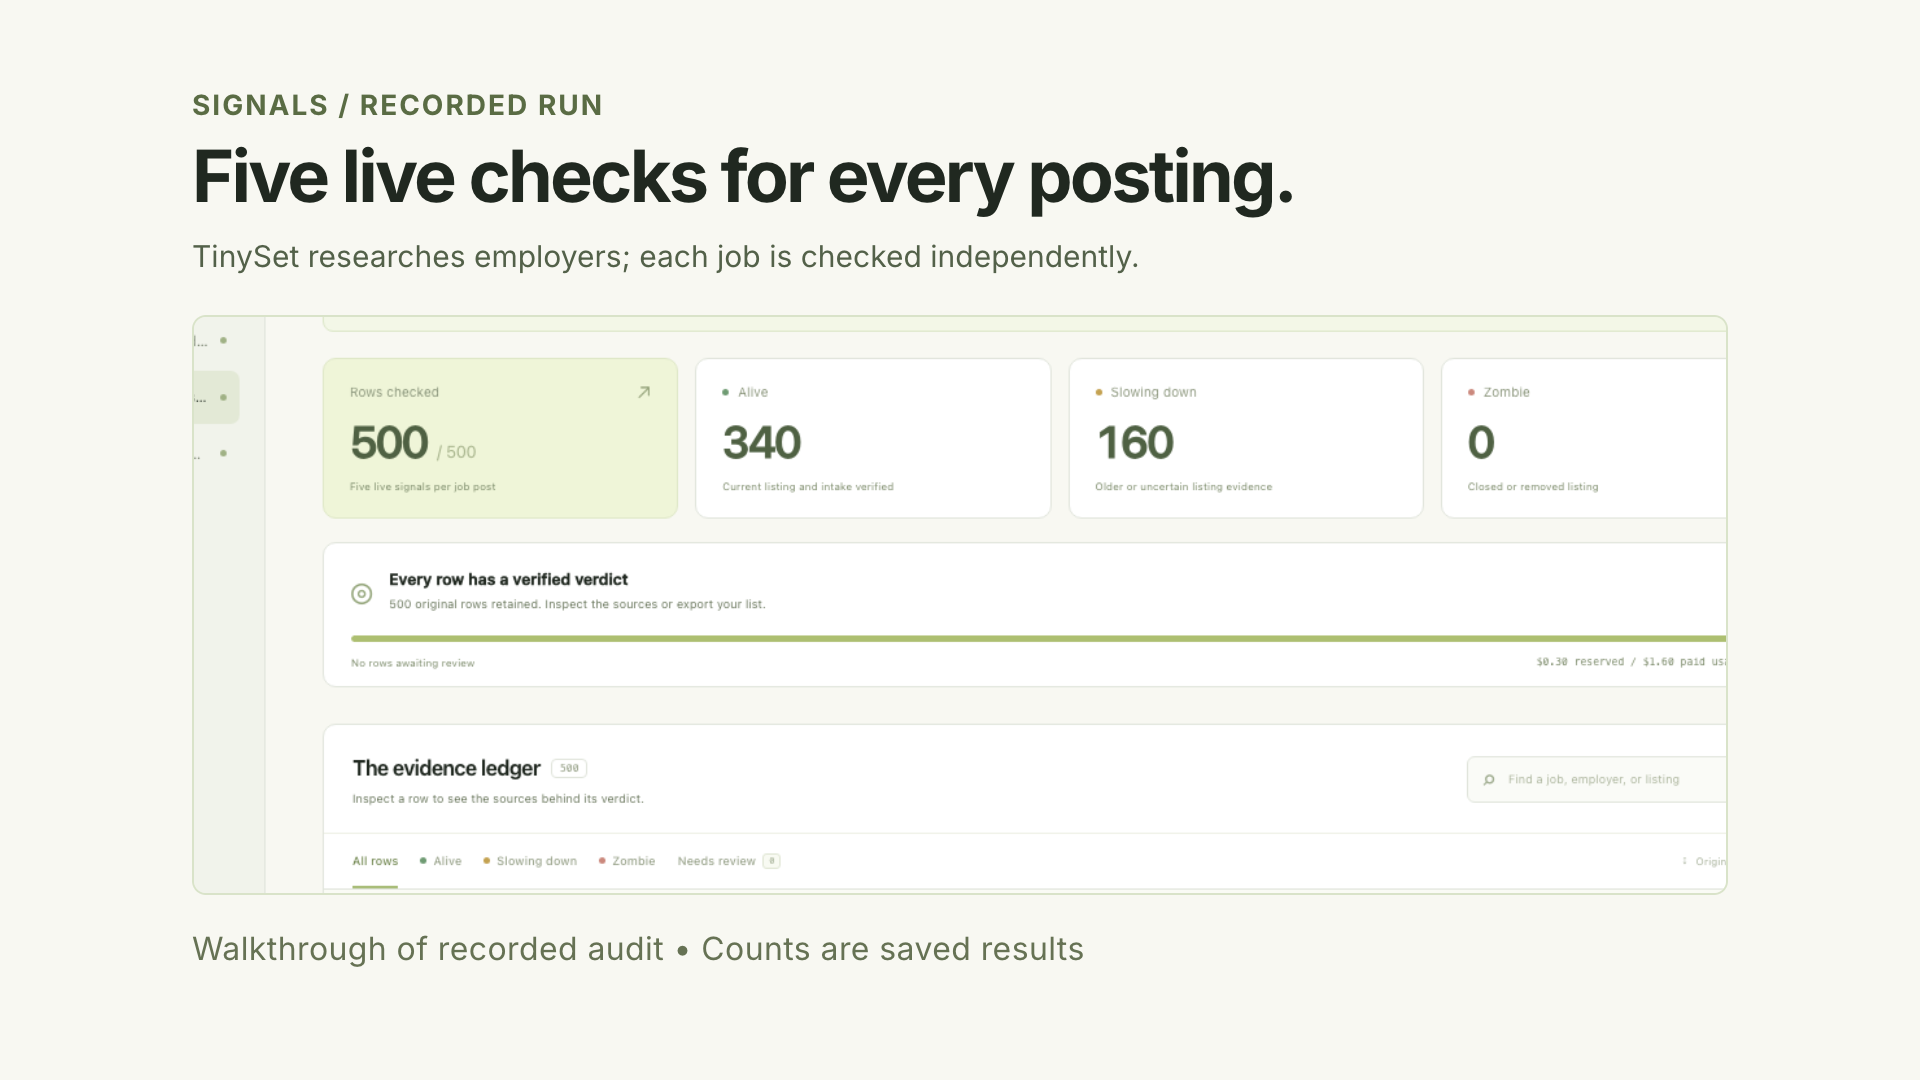 SIGNALS / RECORDED RUN
Five live checks for every posting.
TinySet researches employers; each job is checked independently.
Rows checked
500 / 500
Five live signals per job post
Alive
340
Current listing and intake verified
Slowing down
160
Older or uncertain listing evidence
Zombie
0
Closed or removed listing
Every row has a verified verdict
500 original rows retained. Inspect the sources or export your list.
No rows awaiting review
$0.30 reserved / $1.60 paid
The evidence ledger 500
Inspect a row to see the sources behind its verdict.
Find a job, employer, or listing
All rows Alive Slowing down Zombie Needs review 0
Walkthrough of recorded audit • Counts are saved results